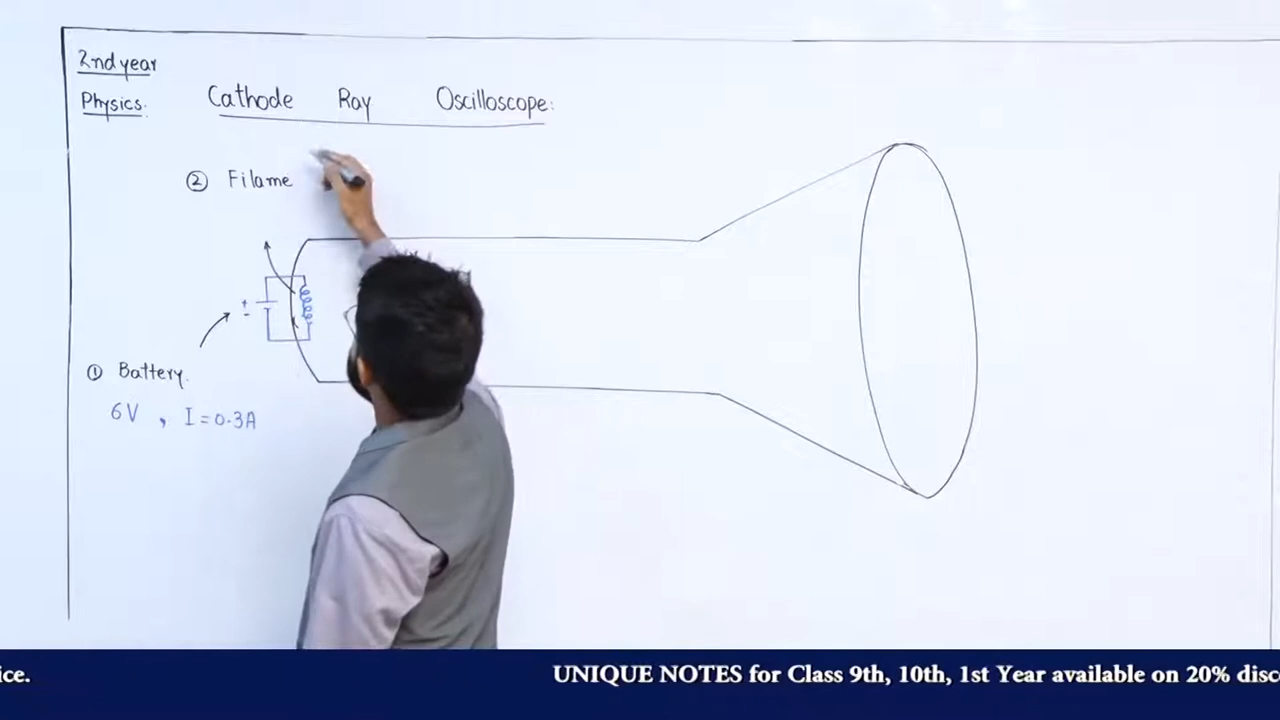 2nd year
Physics.
Cathode Ray Oscilloscope:
② Filame
+
-
① Battery.
6V , I = 0.3A
ice.
UNIQUE NOTES for Class 9th, 10th, 1st Year available on 20% disc